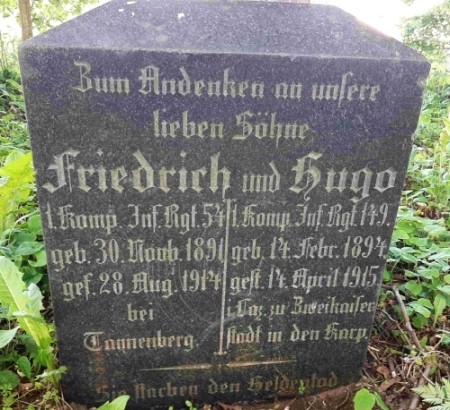 Zum Andenken an unsere
lieben Söhne
Friedrich und Hugo
1. Komp. Inf. Rgt. 54
geb. 30. Novb. 1891
gef. 28. Aug. 1914
bei
Tannenberg.
1. Komp. Inf. Rgt. 149.
geb. 14. Febr. 1894
gest. 14. April 1915.
i. Laz. zu Zweikaiser
stadt in den Karp.
Sie starben den Heldentod